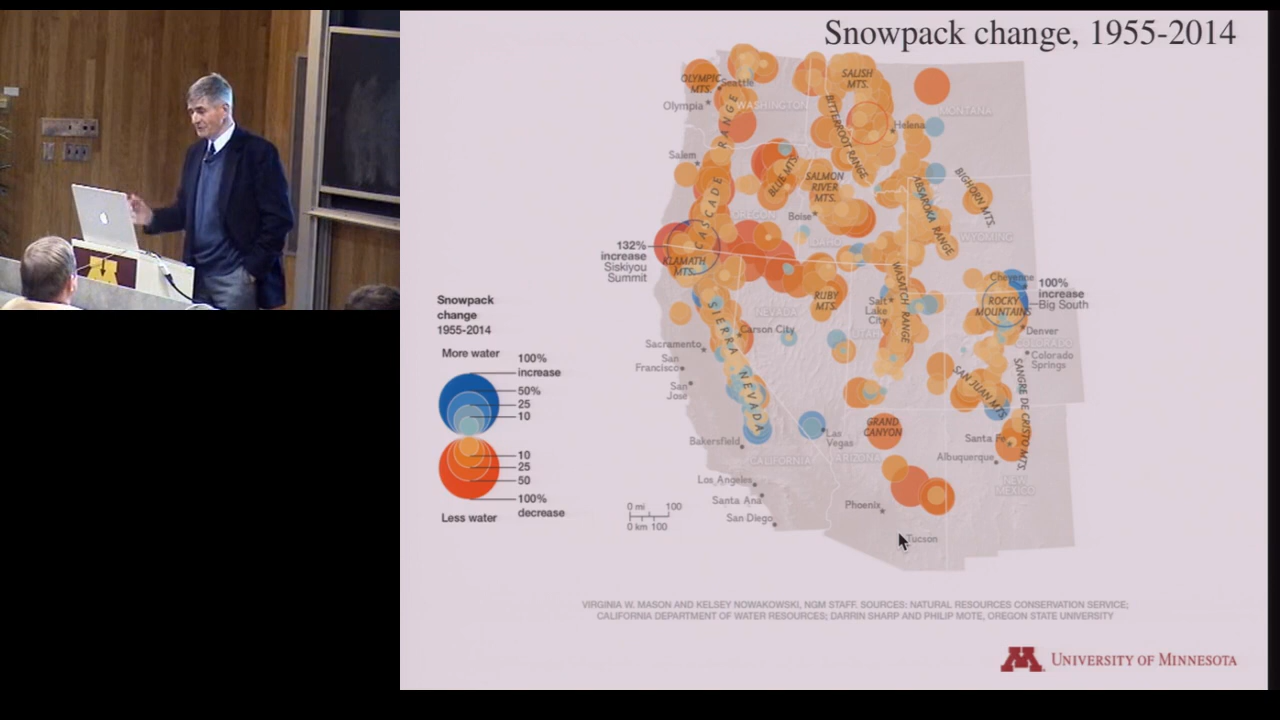 Snowpack change, 1955-2014
OLYMPIC
MTS.
Seattle
Olympia
WASHINGTON
SALISH
MTS.
MONTANA
Helena
BITTERROOT RANGE
Salem
CASCADE RANGE
BLUE MTS.
SALMON
RIVER
MTS.
BIGHORN MTS.
ABSAROKA RANGE
OREGON
Boise
IDAHO
WYOMING
132%
increase
Siskiyou
Summit
KLAMATH
MTS.
RUBY
MTS.
WASATCH RANGE
Salt
Lake
City
Cheyenne
ROCKY
MOUNTAINS
100%
increase
Big South
Denver
COLORADO
Colorado
Springs
NEVADA
UTAH
Carson City
SIERRA NEVADA
Sacramento
San
Francisco
San
Jose
SAN JUAN MTS.
SANGRE DE CRISTO MTS.
Bakersfield
Las
Vegas
GRAND
CANYON
Santa Fe
Albuquerque
CALIFORNIA
ARIZONA
NEW
MEXICO
Los Angeles
Santa Ana
San Diego
Phoenix
Tucson
0 mi 100
0 km 100
Snowpack
change
1955-2014
More water
100%
increase
50%
25
10
10
25
50
100%
decrease
Less water
VIRGINIA W. MASON AND KELSEY NOWAKOWSKI, NGM STAFF. SOURCES: NATURAL RESOURCES CONSERVATION SERVICE;
CALIFORNIA DEPARTMENT OF WATER RESOURCES; DARRIN SHARP AND PHILIP MOTE, OREGON STATE UNIVERSITY
M UNIVERSITY OF MINNESOTA